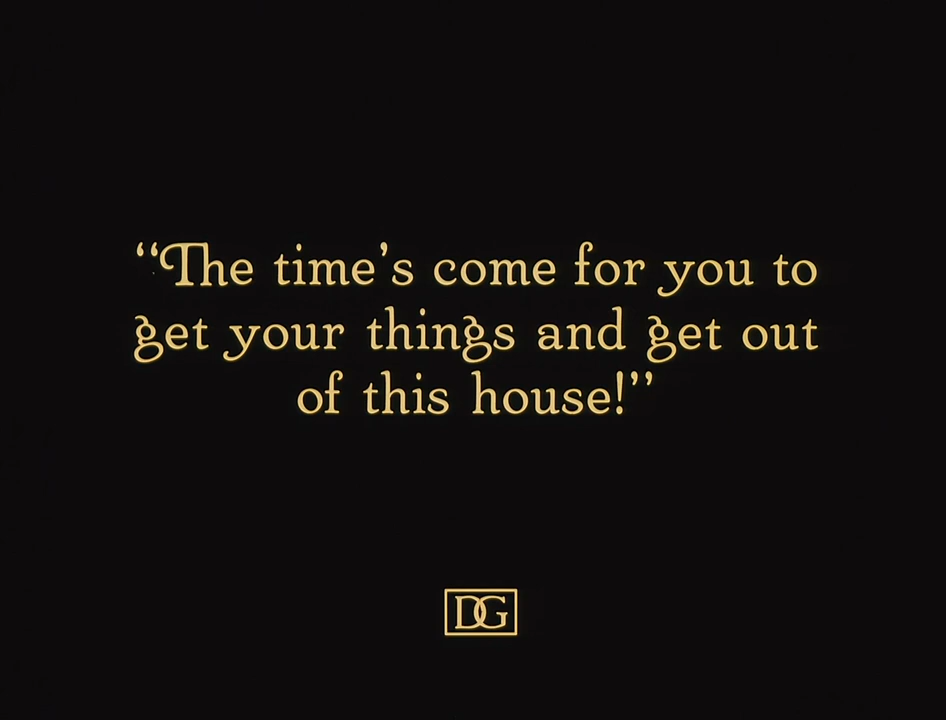 “The time’s come for you to
get your things and get out
of this house!”
DG